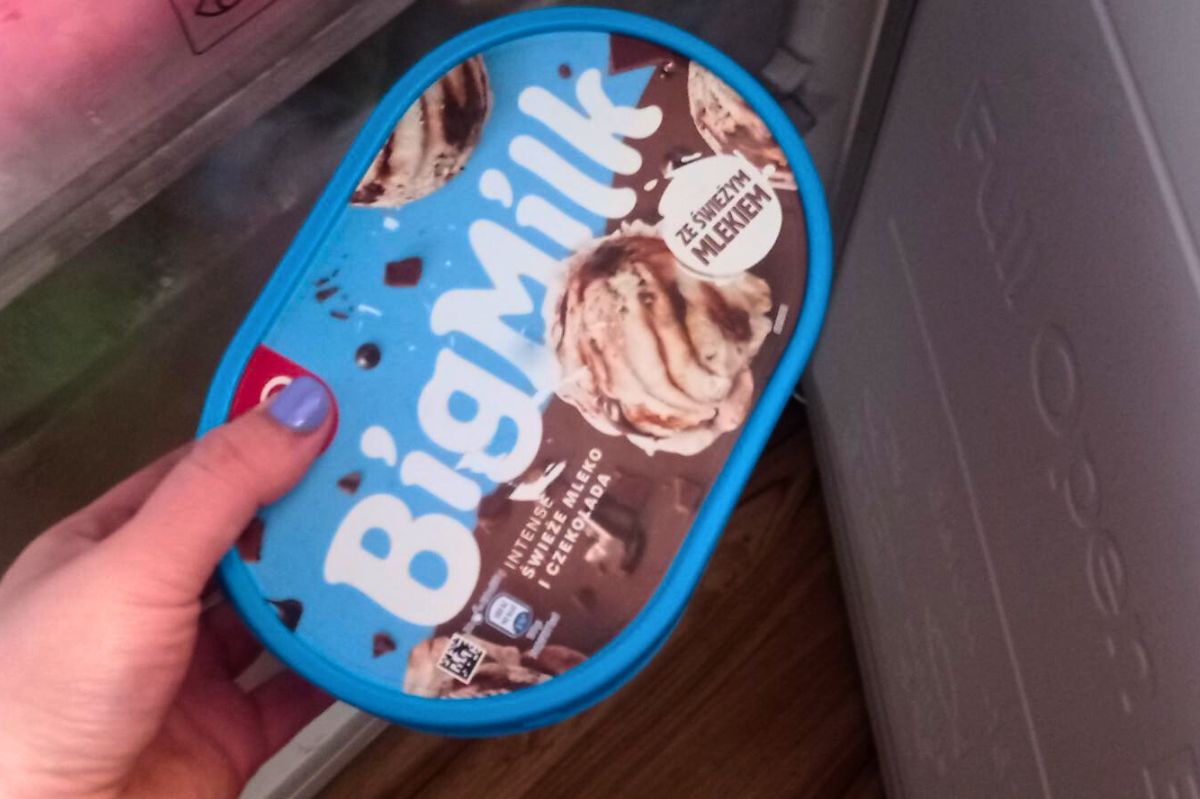 BigMilk
ZE ŚWIEŻYM
MLEKIEM
INTENSE
ŚWIEŻE MLEKO
I CZEKOLADA